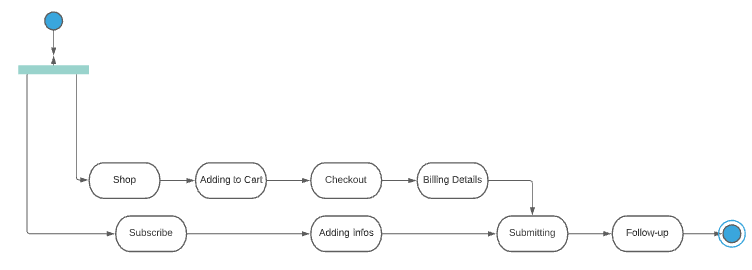 Shop
Adding to Cart
Checkout
Billing Details
Subscribe
Adding Infos
Submitting
Follow-up